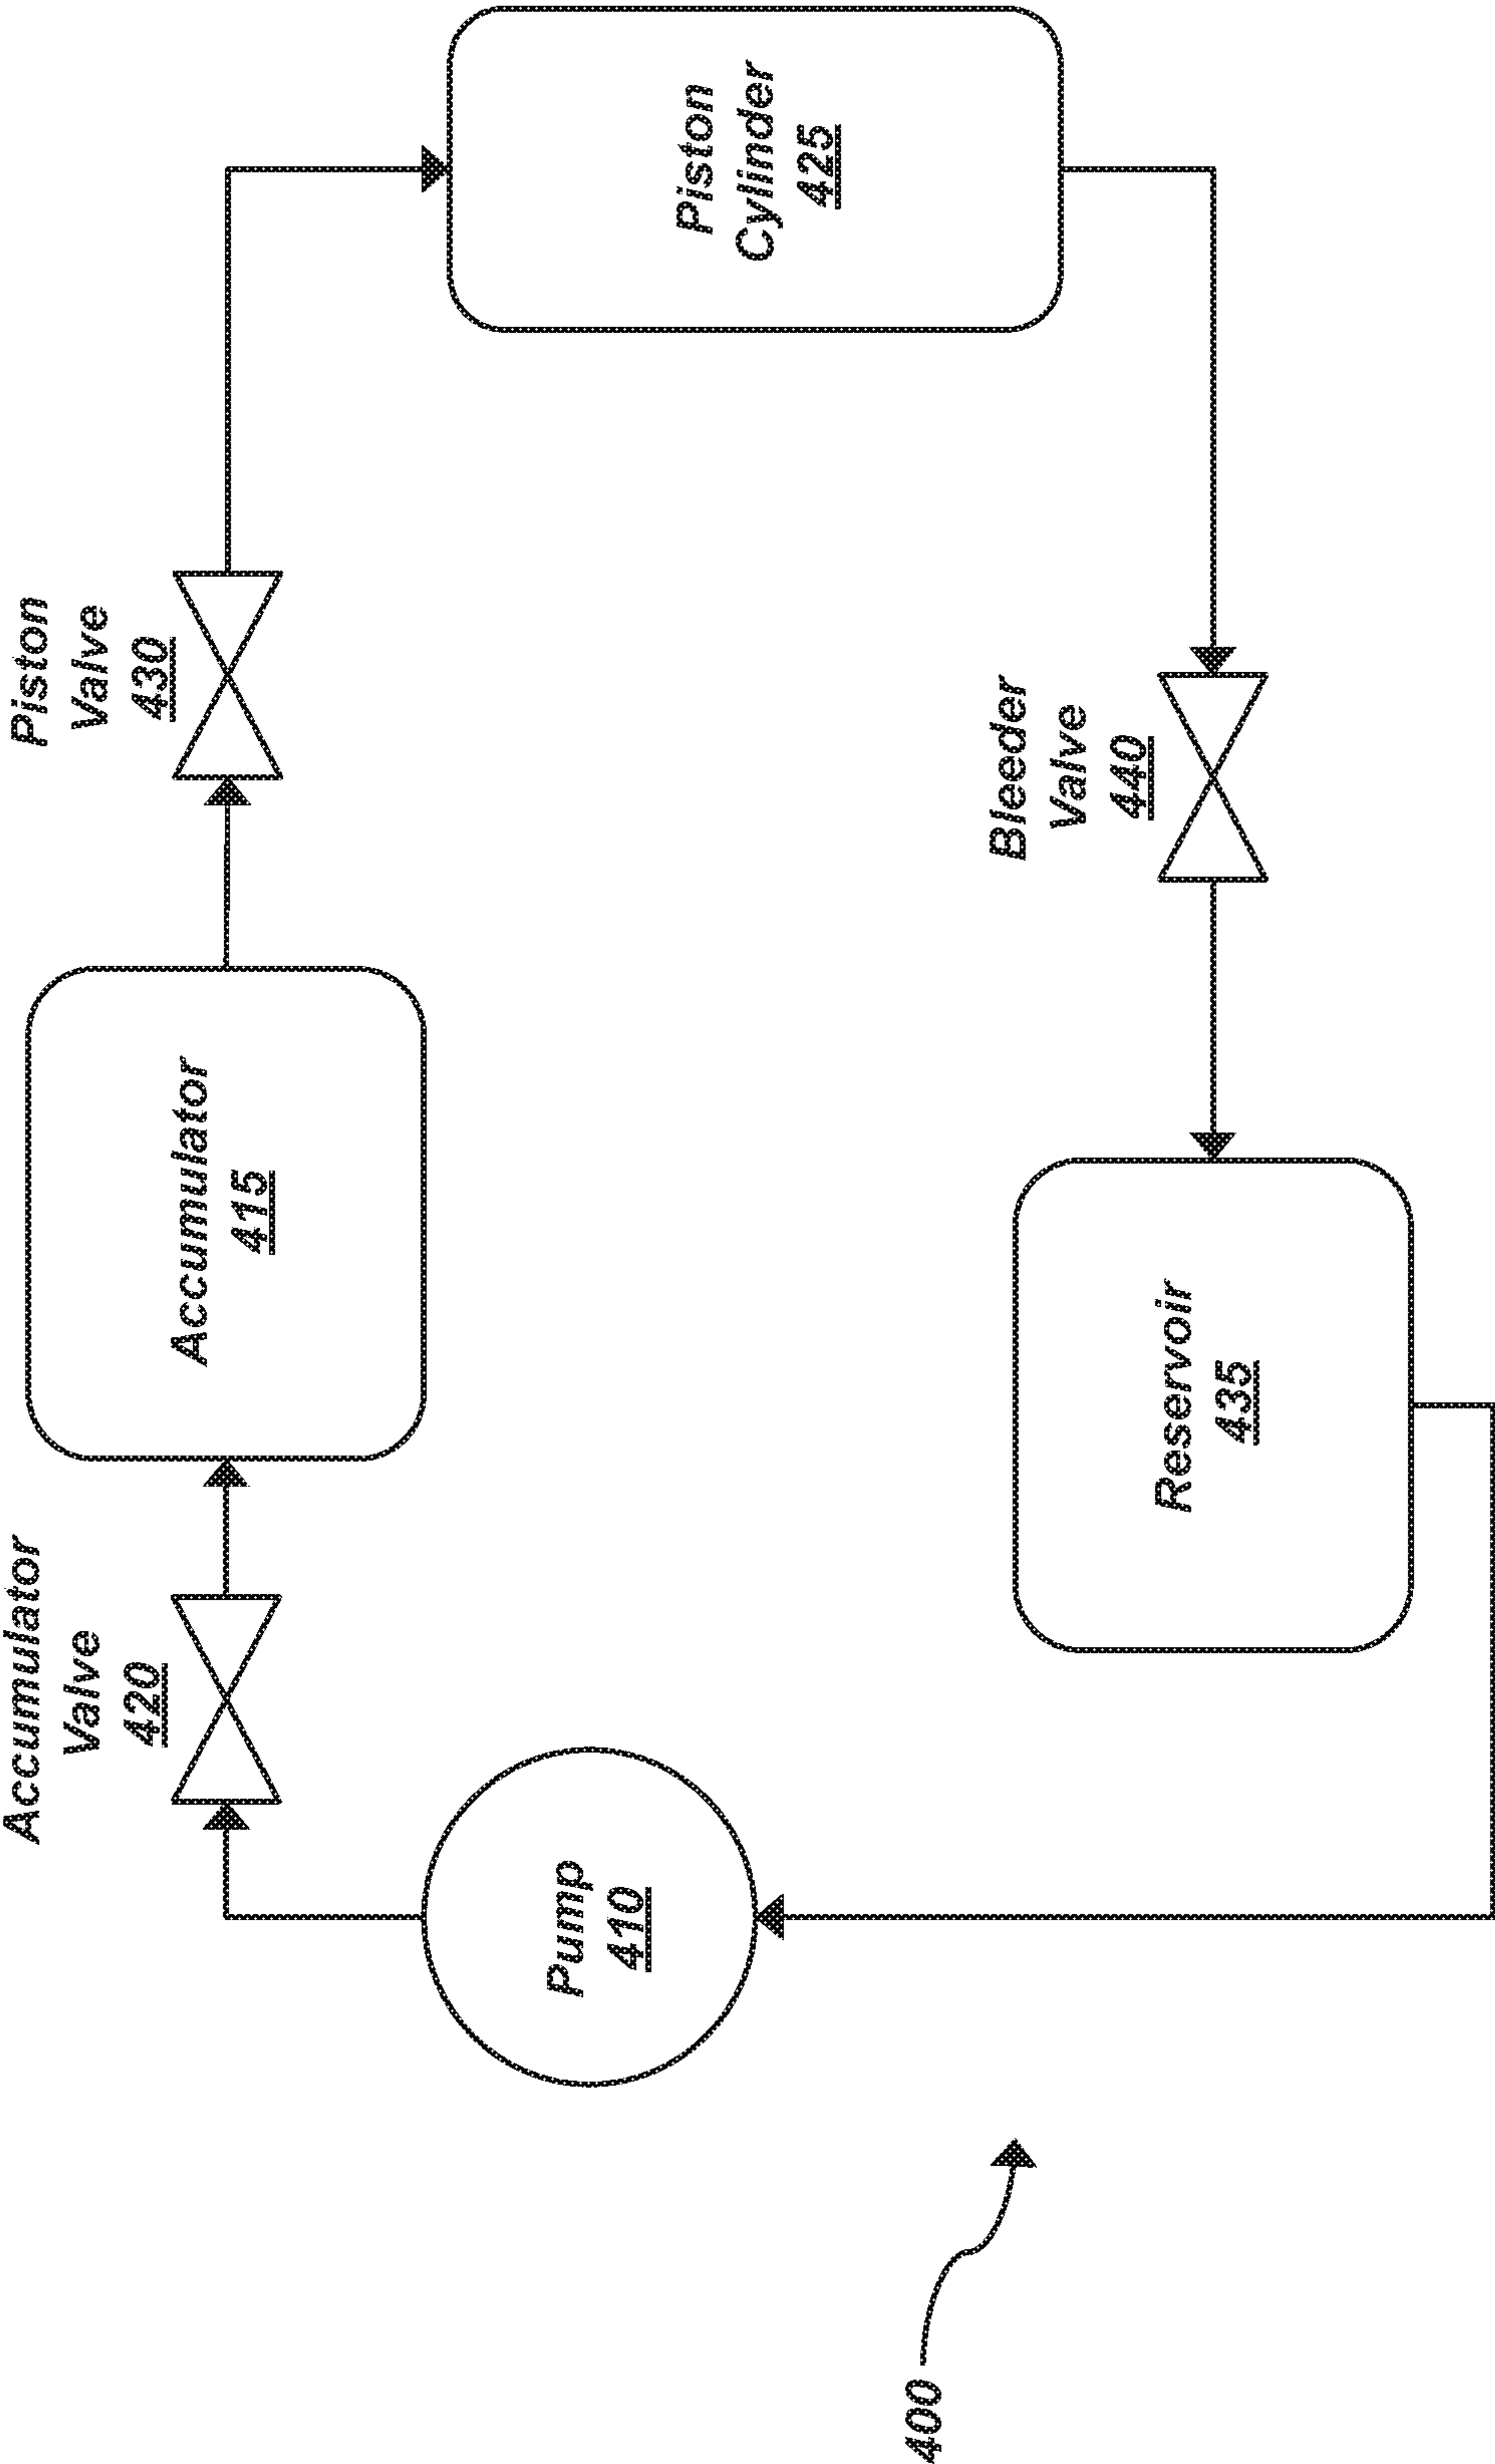 Accumulator
Valve
420
Piston
Valve
430
Accumulator
415
Pump
410
Piston
Cylinder
425
Bleeder
Valve
440
Reservoir
435
400